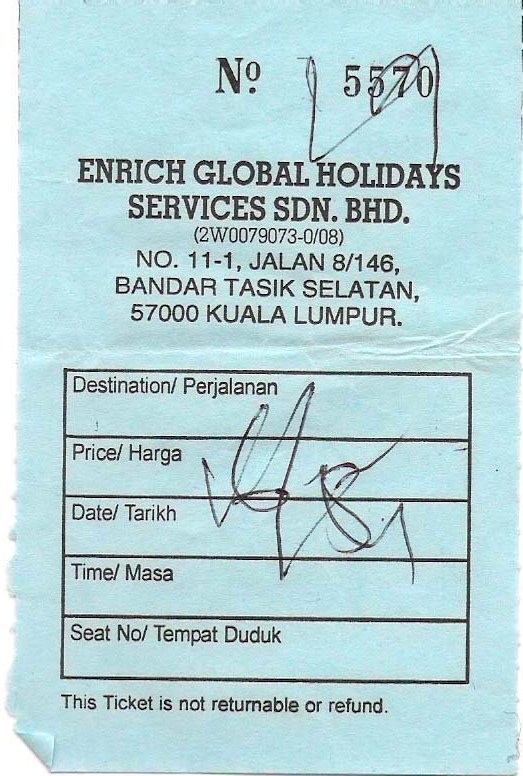 Nº 5570
ENRICH GLOBAL HOLIDAYS
SERVICES SDN. BHD.
(2W0079073-0/08)
NO. 11-1, JALAN 8/146,
BANDAR TASIK SELATAN,
57000 KUALA LUMPUR.
Destination/ Perjalanan
Price/ Harga
Date/ Tarikh
Time/ Masa
Seat No/ Tempat Duduk
This Ticket is not returnable or refund.